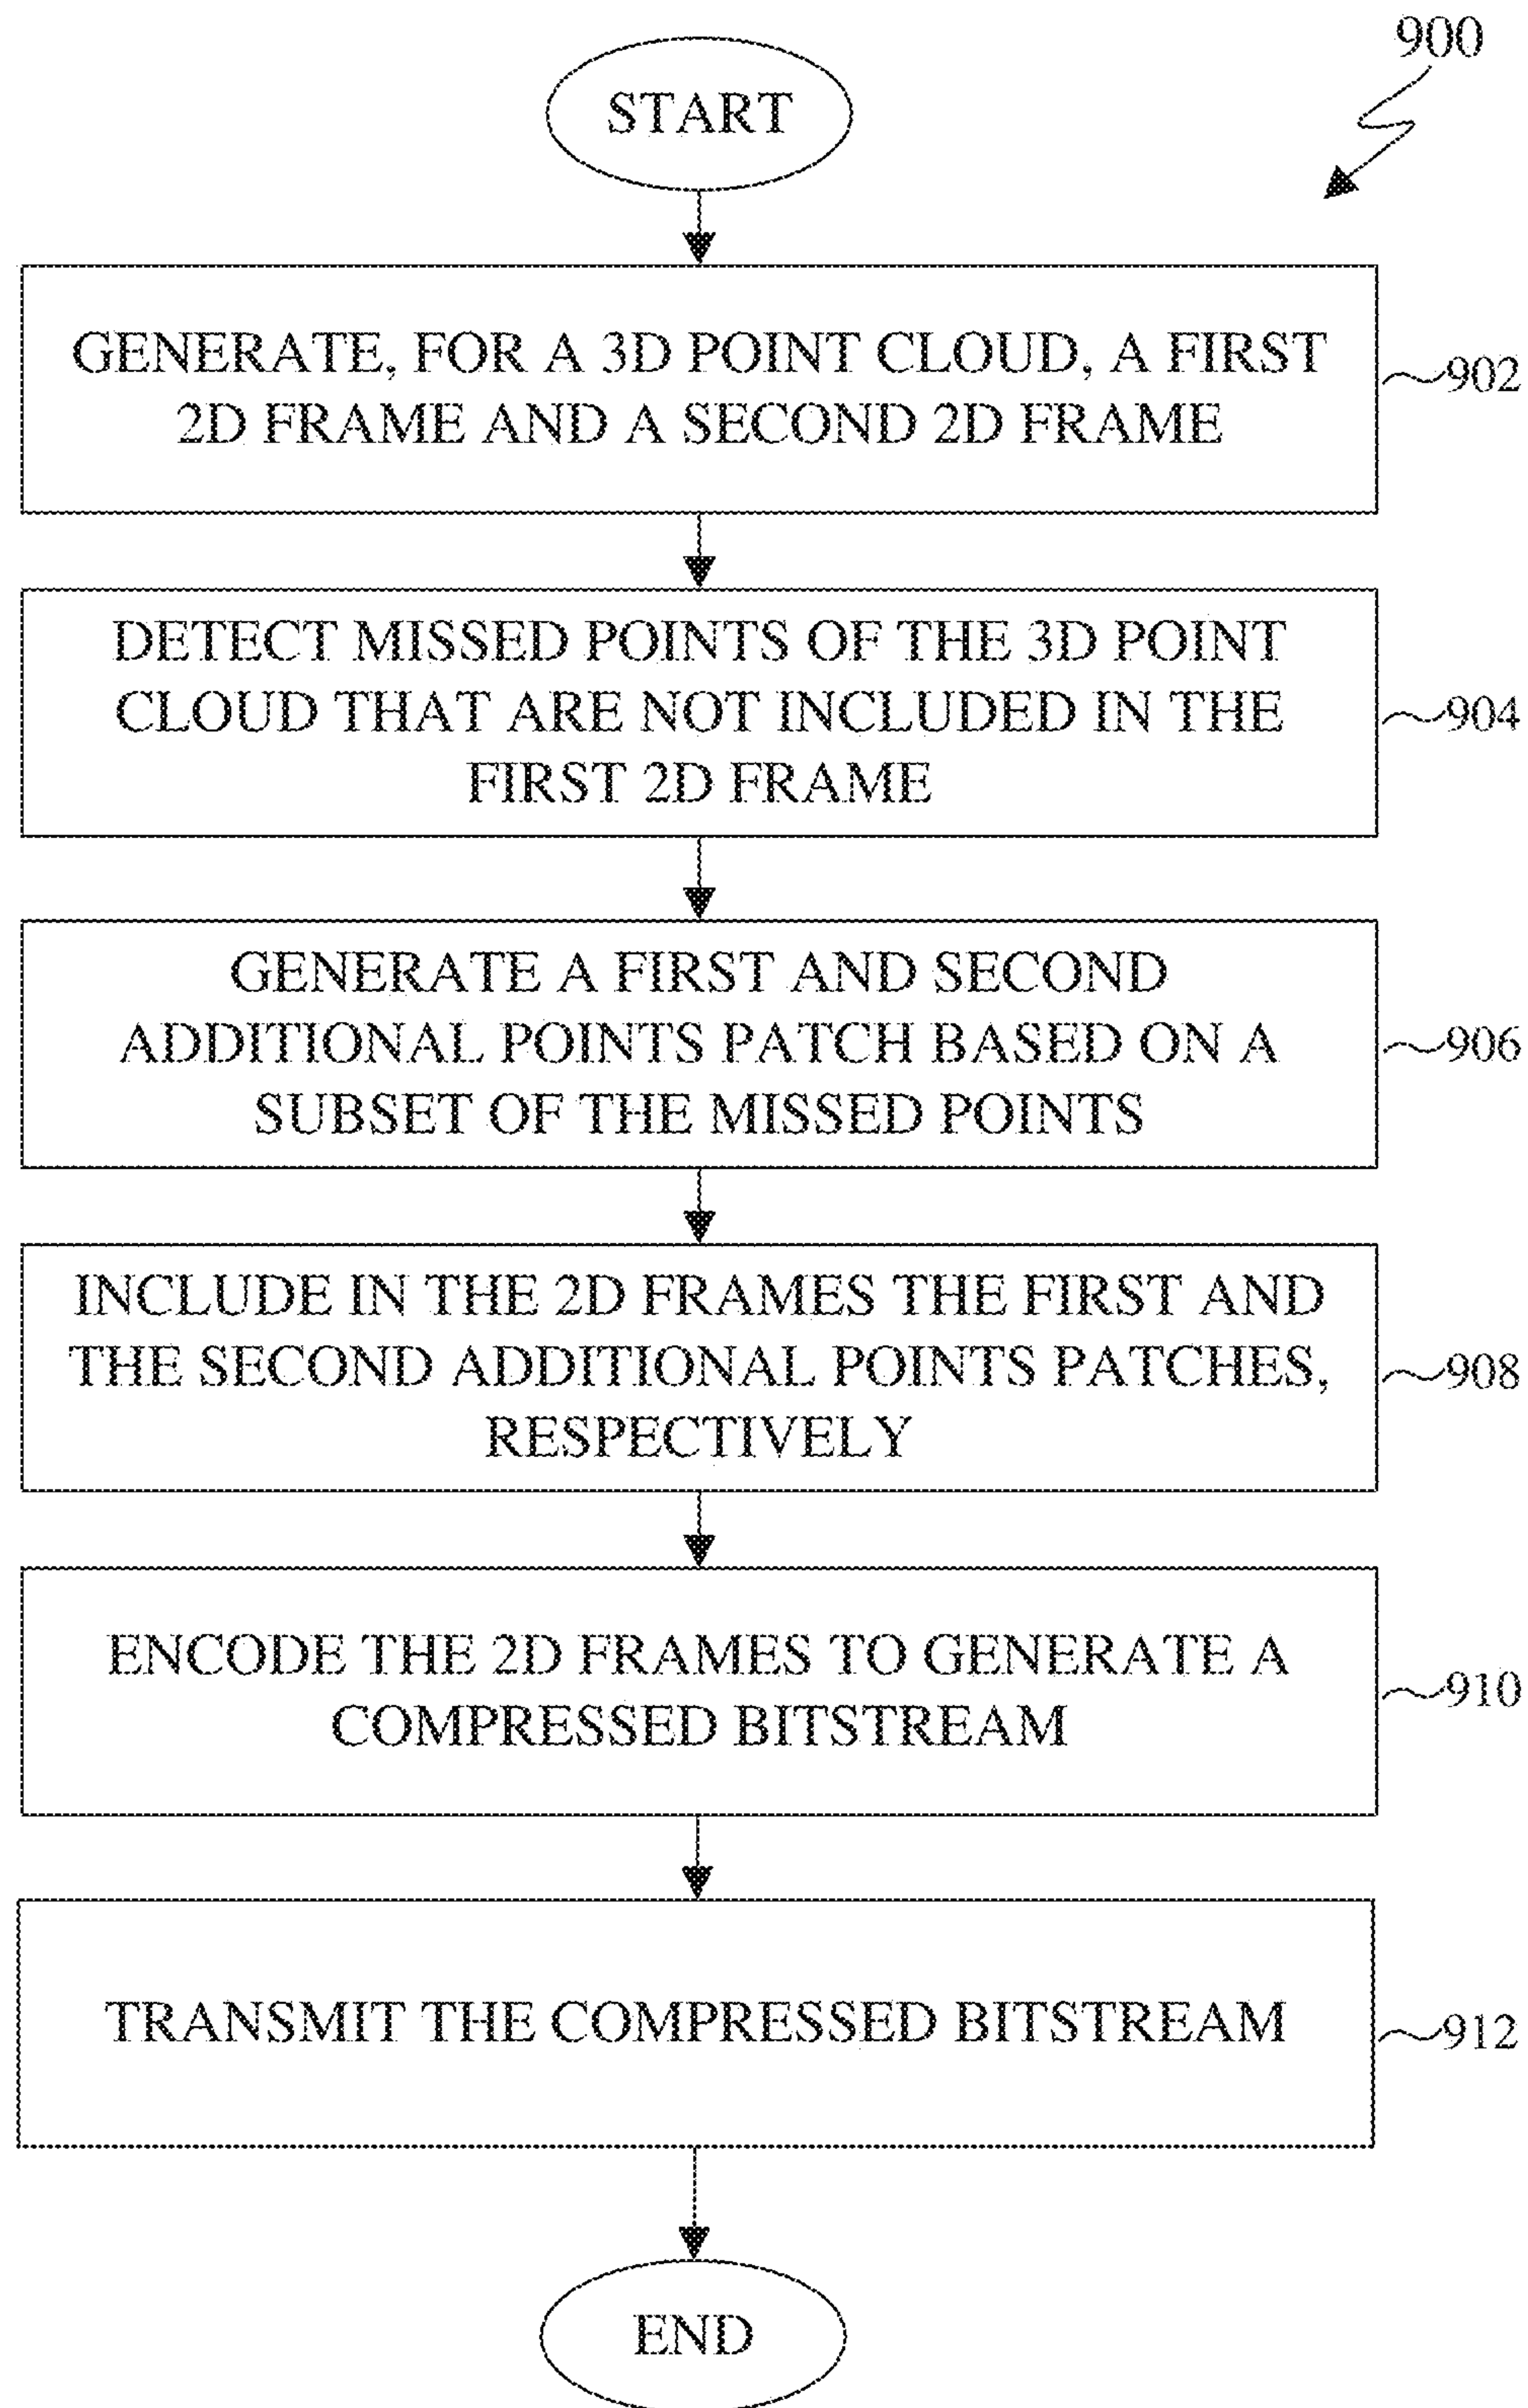 900
START
GENERATE, FOR A 3D POINT CLOUD, A FIRST
2D FRAME AND A SECOND 2D FRAME
902
DETECT MISSED POINTS OF THE 3D POINT
CLOUD THAT ARE NOT INCLUDED IN THE
FIRST 2D FRAME
904
GENERATE A FIRST AND SECOND
ADDITIONAL POINTS PATCH BASED ON A
SUBSET OF THE MISSED POINTS
906
INCLUDE IN THE 2D FRAMES THE FIRST AND
THE SECOND ADDITIONAL POINTS PATCHES,
RESPECTIVELY
908
ENCODE THE 2D FRAMES TO GENERATE A
COMPRESSED BITSTREAM
910
TRANSMIT THE COMPRESSED BITSTREAM
912
END